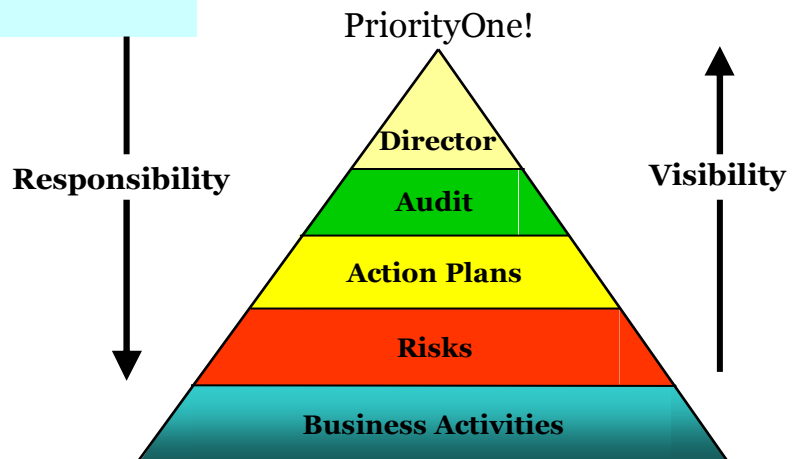 PriorityOne!
Director
Responsibility
Visibility
Audit
Action Plans
Risks
Business Activities